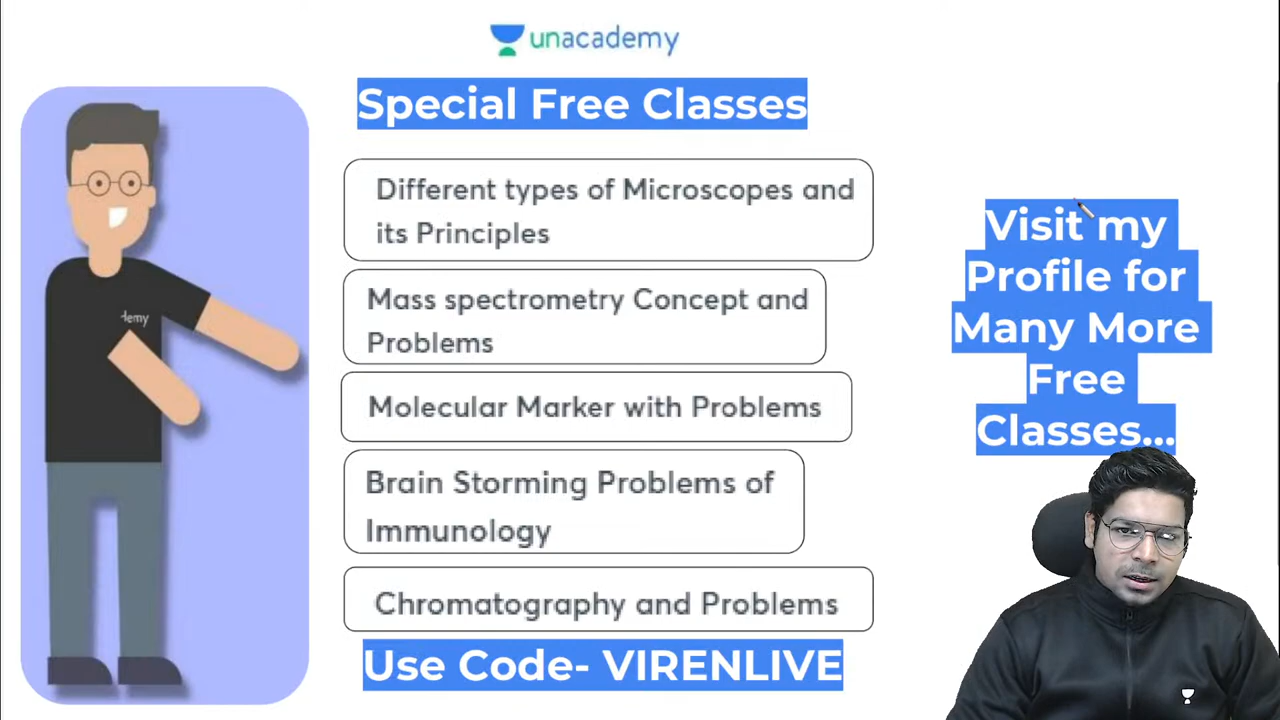 unacademy
Special Free Classes
Different types of Microscopes and
its Principles
Mass spectrometry Concept and
Problems
Molecular Marker with Problems
Brain Storming Problems of
Immunology
Chromatography and Problems
Use Code- VIRENLIVE
Visit my
Profile for
Many More
Free
Classes...